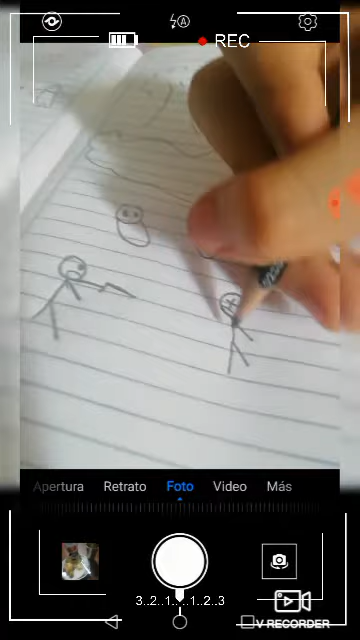 REC
Apertura Retrato Foto Video Más
3..2..1...1..2..3
V RECORDER